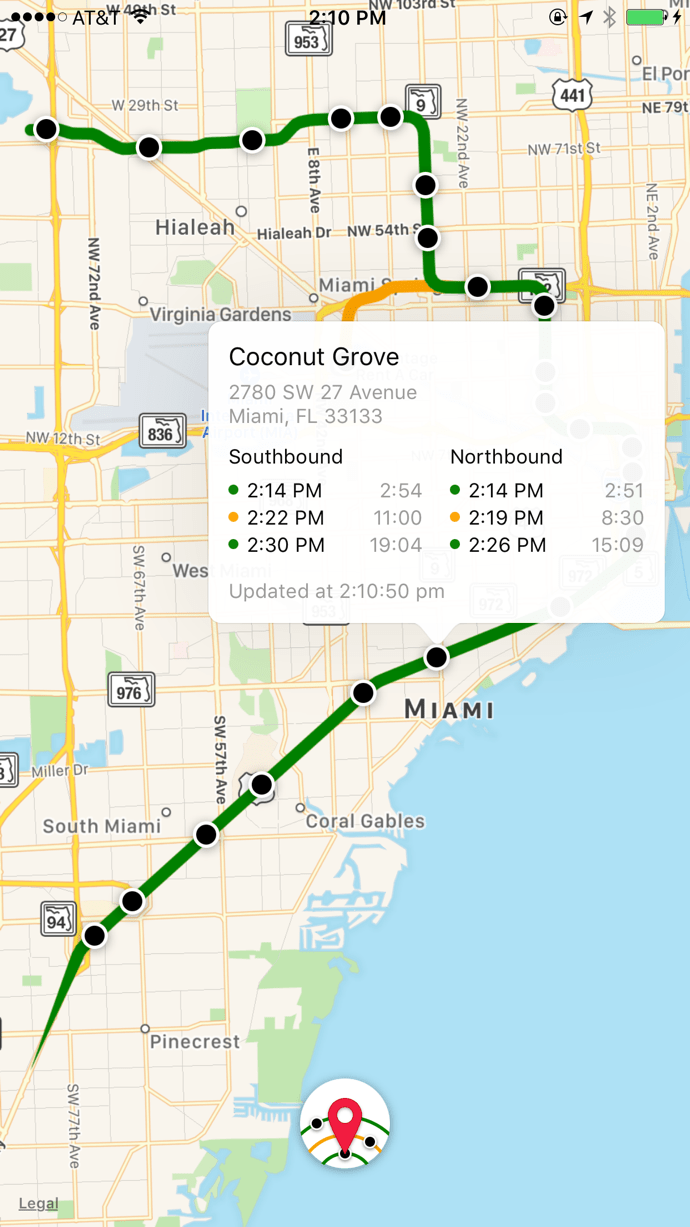 AT&T
W 49th St
2:10 PM
NW 103rd St
27
953
El Por
W 29th St
9
441
NE 79t
NW 22nd Ave
NW 71st St
E 8th Ave
NE 2nd Ave
Hialeah
Hialeah Dr
NW 54th S
NW 72nd Ave
Miami Sp
Virginia Gardens
Coconut Grove
2780 SW 27 Avenue
Miami, FL 33133
836
NW 12th St
Southbound
Northbound
2:14 PM 2:54
2:14 PM 2:51
2:22 PM 11:00
2:19 PM 8:30
2:30 PM 19:04
2:26 PM 15:09
SW 67th Ave
West Miami
9
972
5
Updated at 2:10:50 pm
953
972
976
MIAMI
SW 57th Ave
Miller Dr
South Miami
Coral Gables
94
Pinecrest
SW 77th Ave
Legal